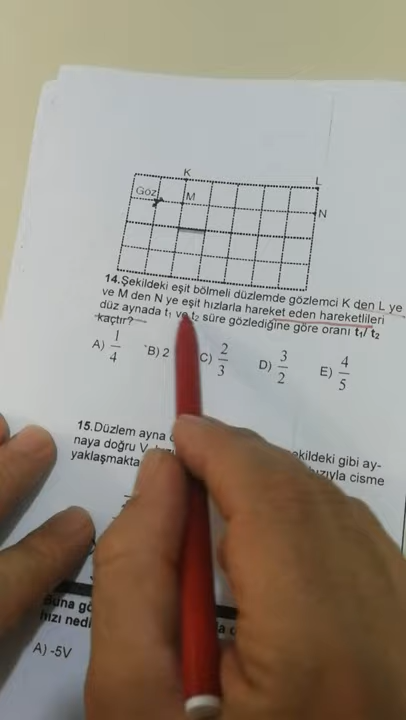 K
L
Göz
M
N
14.Şekildeki eşit bölmeli düzlemde gözlemci K den L ye
ve M den N ye eşit hızlarla hareket eden hareketlileri
düz aynada t1 ve t2 süre gözlediğine göre oranı t1/ t2
kaçtır?
A) 1/4 B) 2 C) 2/3 D) 3/2 E) 4/5
15.Düzlem ayna ekildeki gibi ay-
naya doğru V hızıyla cisme
yaklaşmakta
Buna gö
hızı nedi
A) -5V